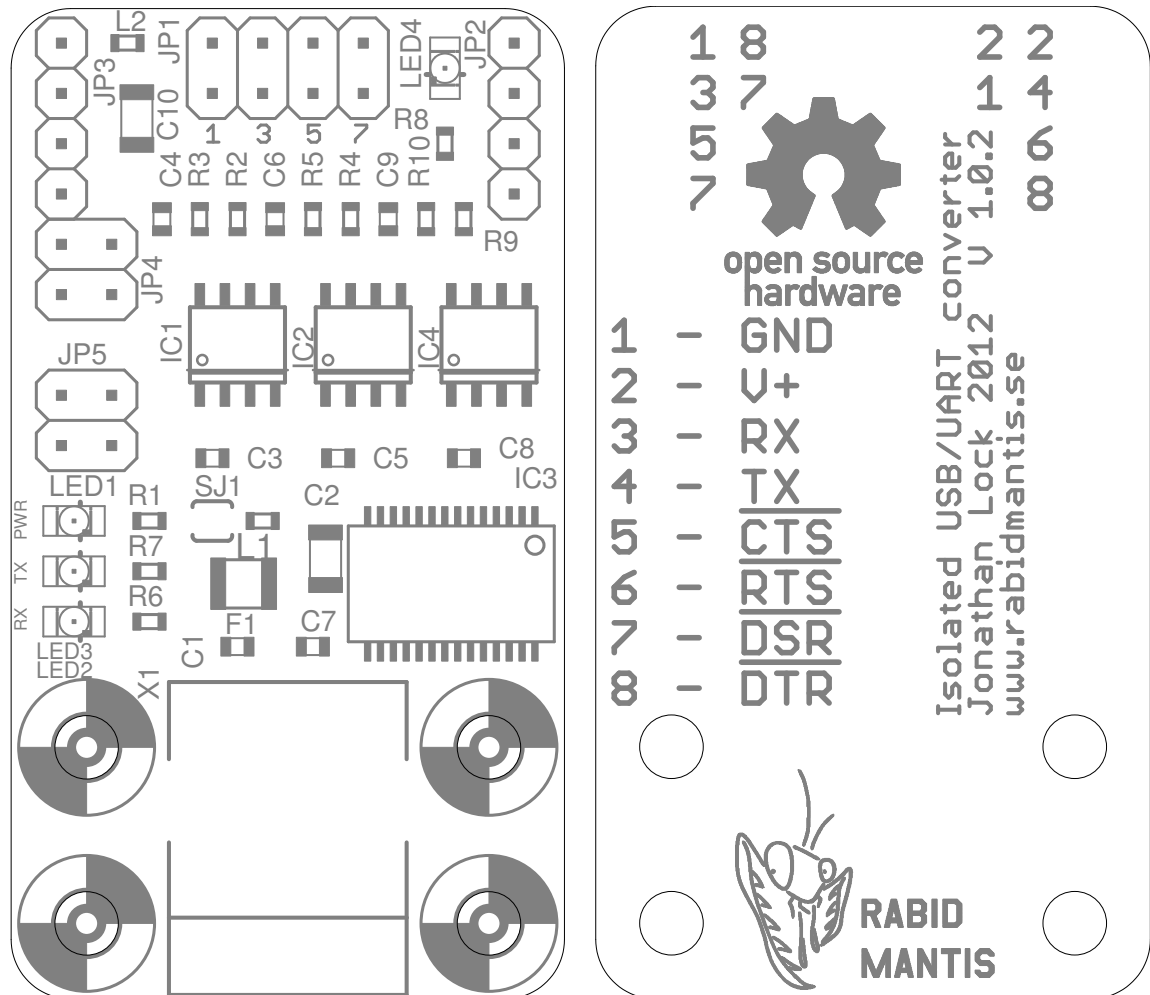 L2
JP1
LED4
JP2
JP3
C10
1 3 5 7
R8
C4
R3
R2
C6
R5
R4
C9
R10
R9
JP4
IC1
IC2
IC4
JP5
C3
C5
C8
IC3
LED1
R1
SJ1
C2
PWR
R7
L1
TX
R6
RX
F1
C7
C1
LED3
LED2
X1
1 8
3 7
5
7
2 2
1 4
6
8
open source
hardware
1 - GND
2 - V+
3 - RX
4 - TX
5 - CTS
6 - RTS
7 - DSR
8 - DTR
Isolated USB/UART converter
Jonathan Lock 2012 V 1.0.2
www.rabidmantis.se
RABID
MANTIS